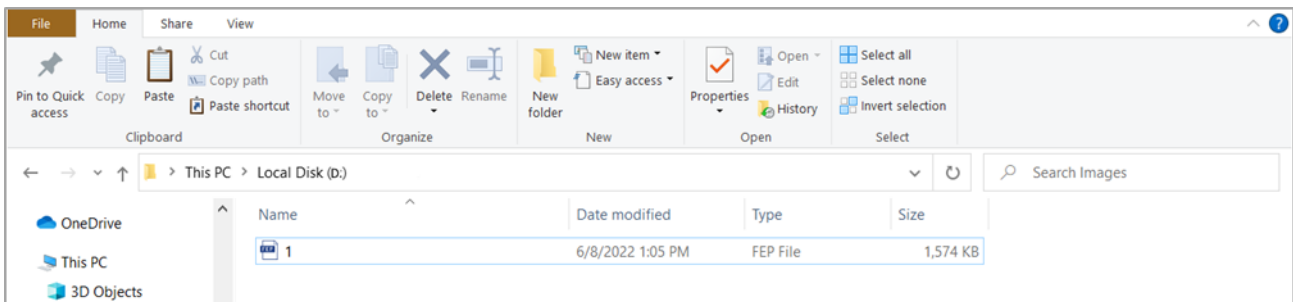 File Home Share View
Pin to Quick access
Copy
Paste
Cut
Copy path
Paste shortcut
Clipboard
Move to
Copy to
Delete
Rename
Organize
New folder
New item
Easy access
New
Properties
Open
Edit
History
Open
Select all
Select none
Invert selection
Select
This PC > Local Disk (D:)
Search Images
OneDrive
This PC
3D Objects
Name Date modified Type Size
FEP 1 6/8/2022 1:05 PM FEP File 1,574 KB